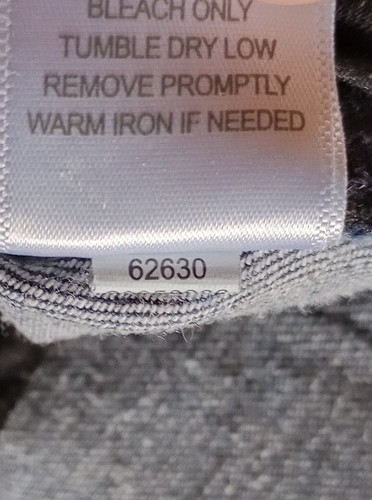 BLEACH ONLY
TUMBLE DRY LOW
REMOVE PROMPTLY
WARM IRON IF NEEDED
62630